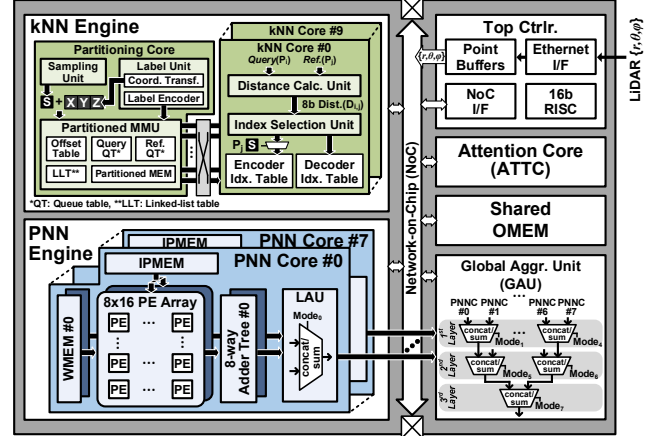 kNN Engine
Partitioning Core
Sampling
Unit
Label Unit
Coord. Transf.
Label Encoder
S + X Y Z
Partitioned MMU
Offset
Table
Query
QT*
Ref.
QT*
LLT**
Partitioned MEM
kNN Core #9
kNN Core #0
Query(Pi) Ref.(Pj)
Distance Calc. Unit
8b Dist.(Di,j)
Index Selection Unit
Pj S
Encoder
Idx. Table
Decoder
Idx. Table
*QT: Queue table, **LLT: Linked-list table
PNN
Engine
PNN Core #7
PNN Core #0
IPMEM
IPMEM
WMEM #0
8x16 PE Array
PE ... PE
PE ... PE
PE ... PE
PE ... PE
8-way
Adder Tree #0
LAU
Mode0
concat/
sum
Network-on-Chip (NoC)
Top Ctrlr.
{r,θ,φ}
Point
Buffers
Ethernet
I/F
NoC
I/F
16b
RISC
LiDAR {r,θ,φ}
Attention Core
(ATTC)
Shared
OMEM
Global Aggr. Unit
(GAU)
...
PNNC
#0
PNNC
#1
PNNC
#6
PNNC
#7
1st
Layer
concat/
sum
Mode1
...
concat/
sum
Mode4
2nd
Layer
concat/
sum
Mode5
concat/
sum
Mode6
3rd
Layer
concat/
sum
Mode7